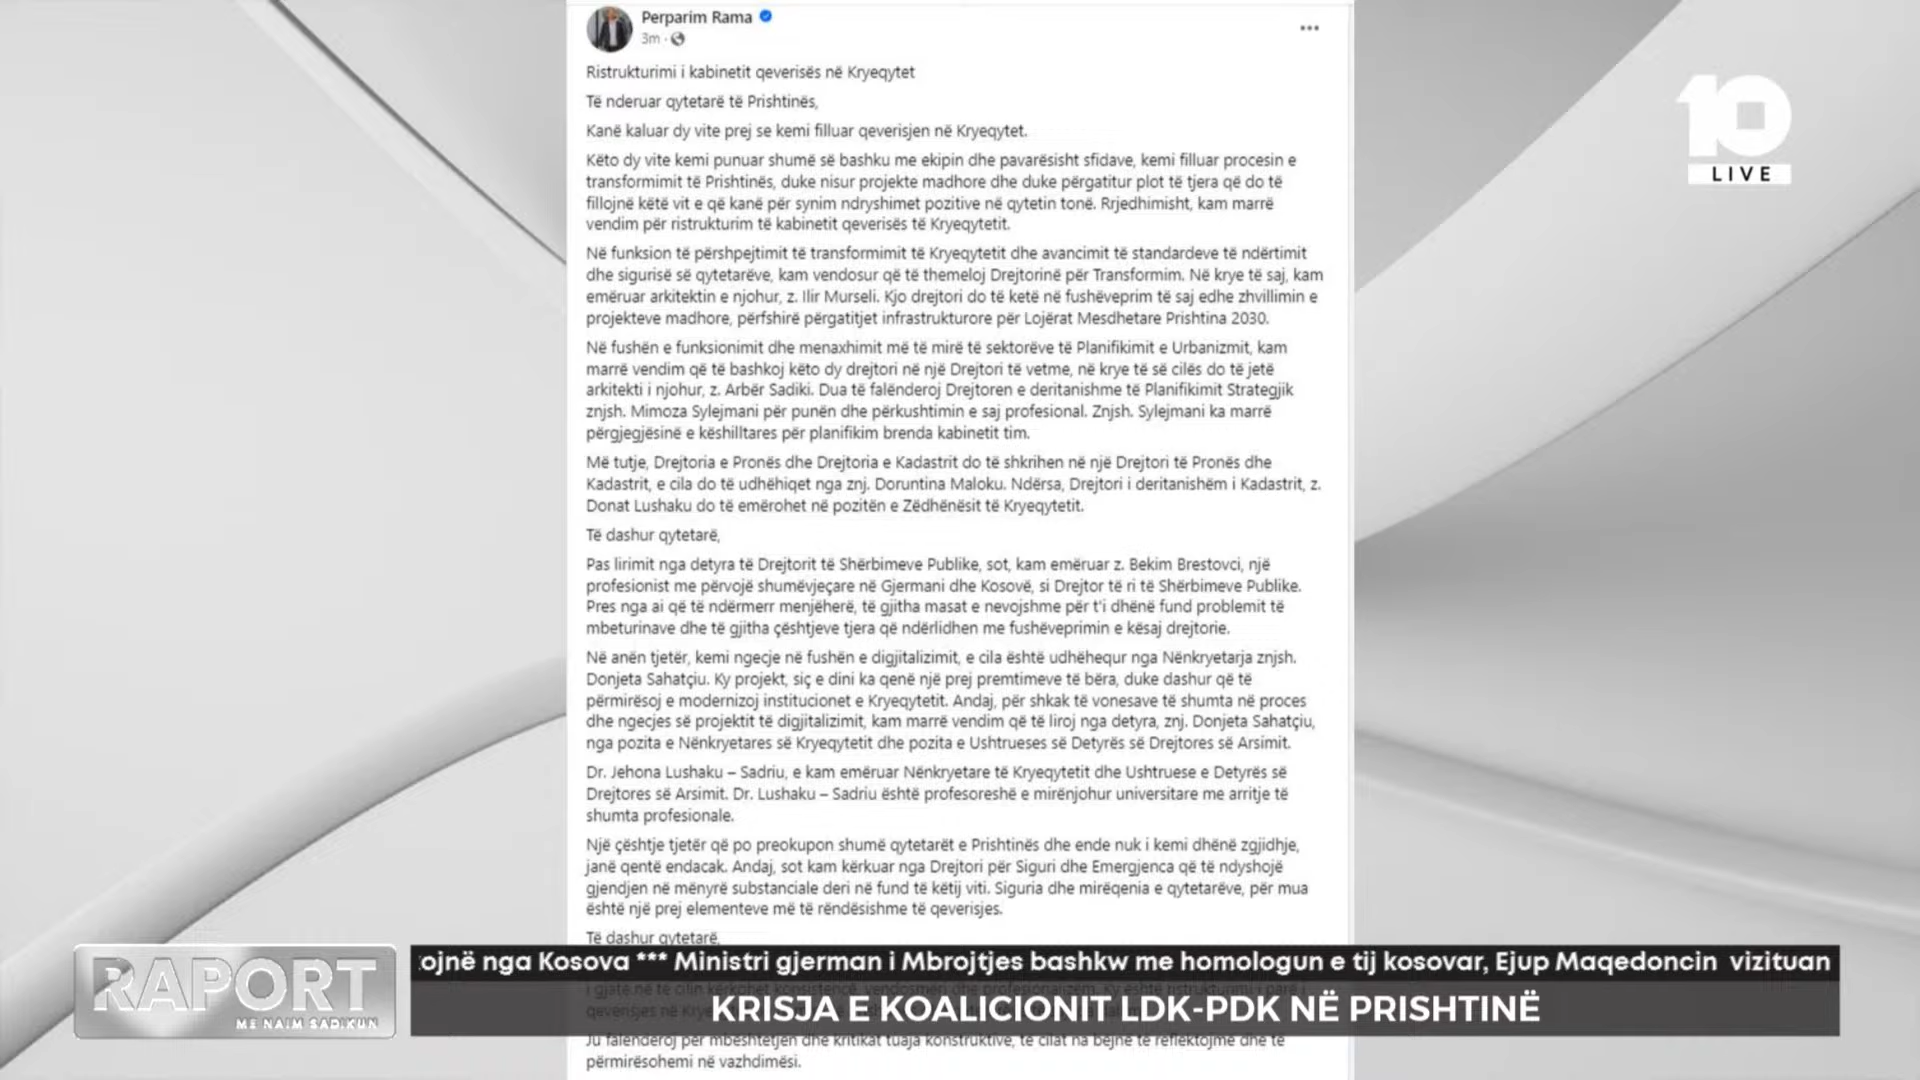 Perparim Rama
3m
Ristrukturimi i kabinetit qeverisës në Kryeqytet
Të nderuar qytetarë të Prishtinës,
Kanë kaluar dy vite prej se kemi filluar qeverisjen në Kryeqytet.
Këto dy vite kemi punuar shumë së bashku me ekipin dhe pavarësisht sfidave, kemi filluar procesin e
transformimit të Prishtinës, duke nisur projekte madhore dhe duke përgatitur plot të tjera që do të
fillojnë këtë vit e që kanë për synim ndryshimet pozitive në qytetin tonë. Rrjedhimisht, kam marrë
vendim për ristrukturim të kabinetit qeverisës të Kryeqytetit.
Në funksion të përshpejtimit të transformimit të Kryeqytetit dhe avancimit të standardeve të ndërtimit
dhe sigurisë së qytetarëve, kam vendosur që të themeloj Drejtorinë për Transformim. Në krye të saj, kam
emëruar arkitektin e njohur, z. Ilir Murseli. Kjo drejtori do të ketë në fushëveprim të saj edhe zhvillimin e
projekteve madhore, përfshirë përgatitjet infrastrukturore për Lojërat Mesdhetare Prishtina 2030.
Në fushën e funksionimit dhe menaxhimit më të mirë të sektorëve të Planifikimit e Urbanizmit, kam
marrë vendim që të bashkoj këto dy drejtori në një Drejtori të vetme, në krye të së cilës do të jetë
arkitekti i njohur, z. Arbër Sadiki. Dua të falënderoj Drejtoren e deritanishme të Planifikimit Strategjik
znjsh. Mimoza Sylejmani për punën dhe përkushtimin e saj profesional. Znjsh. Sylejmani ka marrë
përgjegjësinë e këshilltares për planifikim brenda kabinetit tim.
Më tutje, Drejtoria e Pronës dhe Drejtoria e Kadastrit do të shkrihen në një Drejtori të Pronës dhe
Kadastrit, e cila do të udhëhiqet nga znj. Doruntina Maloku. Ndërsa, Drejtori i deritanishëm i Kadastrit, z.
Donat Lushaku do të emërohet në pozitën e Zëdhënësit të Kryeqytetit.
Të dashur qytetarë,
Pas lirimit nga detyra të Drejtorit të Shërbimeve Publike, sot, kam emëruar z. Bekim Brestovci, një
profesionist me përvojë shumëvjeçare në Gjermani dhe Kosovë, si Drejtor të ri të Shërbimeve Publike.
Pres nga ai që të ndërmerr menjëherë, të gjitha masat e nevojshme për t'i dhënë fund problemit të
mbeturinave dhe të gjitha çështjeve tjera që ndërlidhen me fushëveprimin e kësaj drejtorie.
Në anën tjetër, kemi ngecje në fushën e digjitalizimit, e cila është udhëhequr nga Nënkryetarja znjsh.
Donjeta Sahatçiu. Ky projekt, siç e dini ka qenë një prej premtimeve të bëra, duke dashur që të
përmirësoj e modernizoj institucionet e Kryeqytetit. Andaj, për shkak të vonesave të shumta në proces
dhe ngecjes së projektit të digjitalizimit, kam marrë vendim që të liroj nga detyra, znj. Donjeta Sahatçiu,
nga pozita e Nënkryetares së Kryeqytetit dhe pozita e Ushtrueses së Detyrës së Drejtores së Arsimit.
Dr. Jehona Lushaku – Sadriu, e kam emëruar Nënkryetare të Kryeqytetit dhe Ushtruese e Detyrës së
Drejtores së Arsimit. Dr. Lushaku – Sadriu është profesoreshë e mirënjohur universitare me arritje të
shumta profesionale.
Një çështje tjetër që po preokupon shumë qytetarët e Prishtinës dhe ende nuk i kemi dhënë zgjidhje,
janë qentë endacak. Andaj, sot kam kërkuar nga Drejtori për Siguri dhe Emergjenca që të ndyshojë
gjendjen në mënyrë substanciale deri në fund të këtij viti. Siguria dhe mirëqenia e qytetarëve, për mua
është një prej elementeve më të rëndësishme të qeverisjes.
Të dashur qytetarë,
Ju falënderoj për mbështetjen dhe kritikat tuaja konstruktive, të cilat na bëjnë të reflektojmë dhe të
përmirësohemi në vazhdimësi.
10
LIVE
RAPORT
ME NAIM SADIKUN
ojnë nga Kosova *** Ministri gjerman i Mbrojtjes bashkw me homologun e tij kosovar, Ejup Maqedoncin vizituan
KRISJA E KOALICIONIT LDK-PDK NË PRISHTINË